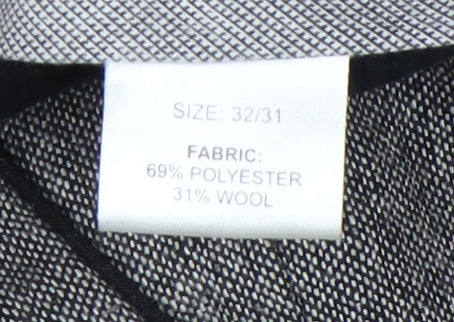 SIZE: 32/31
FABRIC:
69% POLYESTER
31% WOOL